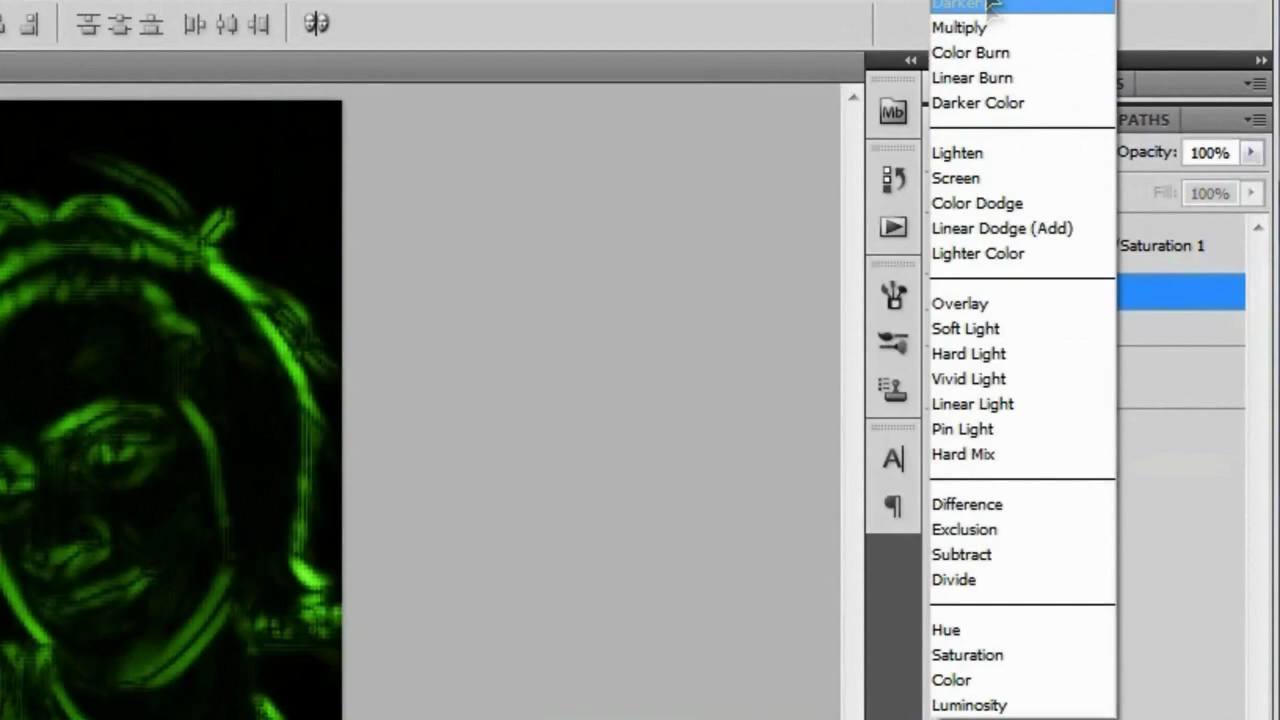 Darken
Multiply
Color Burn
Linear Burn
Darker Color
Lighten
Screen
Color Dodge
Linear Dodge (Add)
Lighter Color
Overlay
Soft Light
Hard Light
Vivid Light
Linear Light
Pin Light
Hard Mix
Difference
Exclusion
Subtract
Divide
Hue
Saturation
Color
Luminosity
Mb
A
¶
S
PATHS
Opacity: 100%
Fill: 100%
/Saturation 1